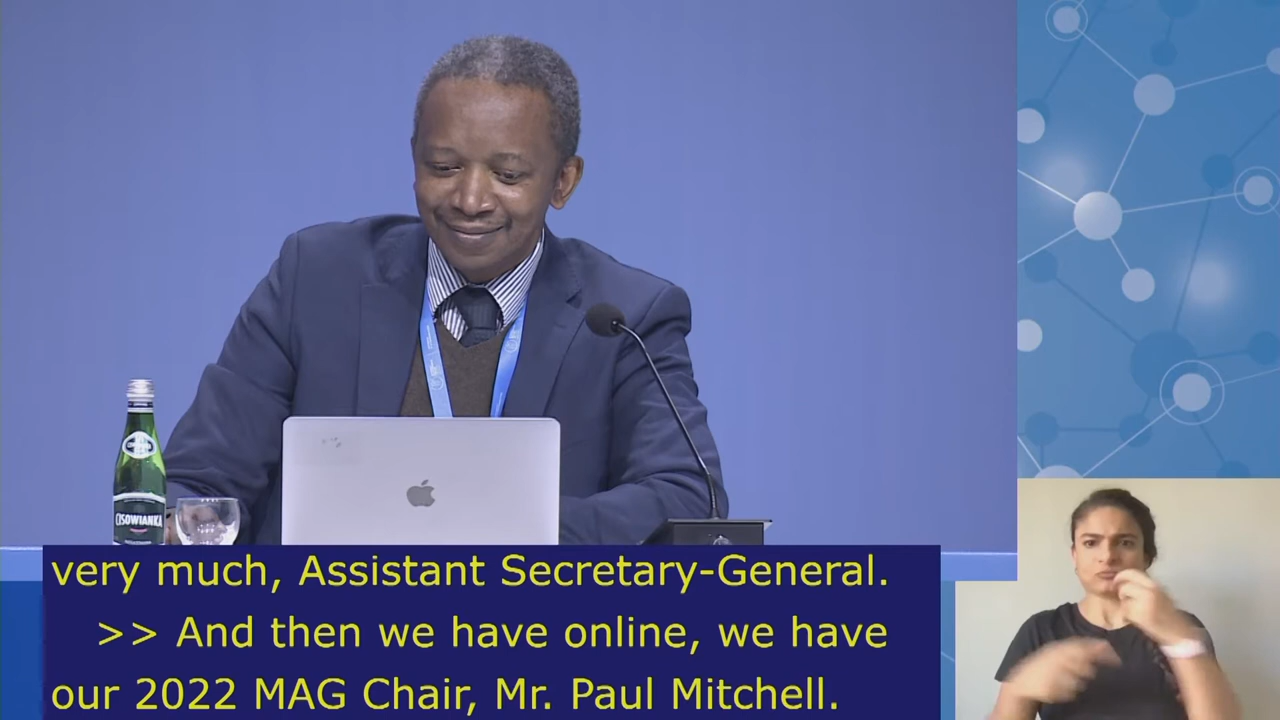 CISOWIANKA
very much, Assistant Secretary-General.
>> And then we have online, we have
our 2022 MAG Chair, Mr. Paul Mitchell.